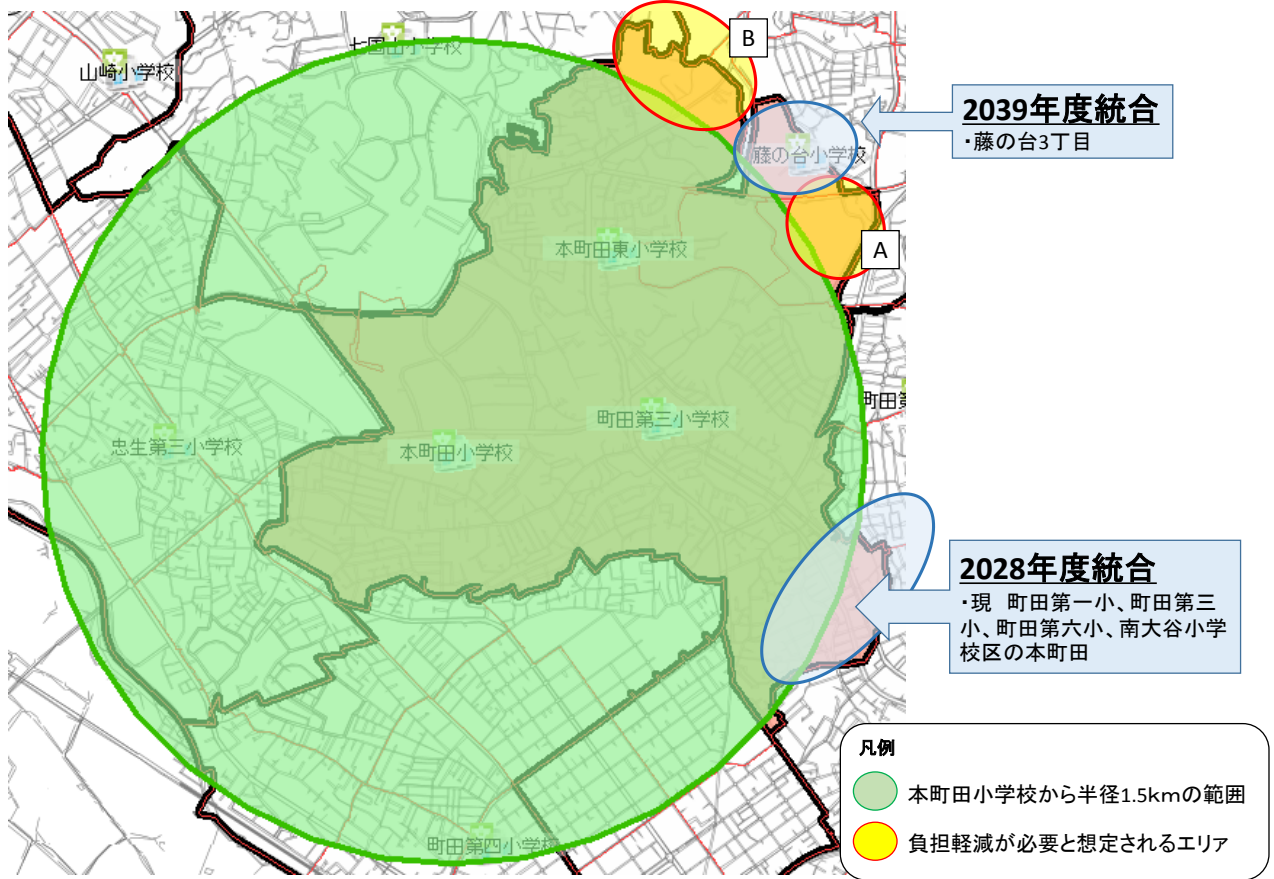 七国山小学校
山崎小学校
B
2039年度統合
・藤の台3丁目
藤の台小学校
本町田東小学校
A
町田第
町田第三小学校
忠生第三小学校
本町田小学校
2028年度統合
・現　町田第一小、町田第三
小、町田第六小、南大谷小学
校区の本町田
凡例
本町田小学校から半径1.5kmの範囲
負担軽減が必要と想定されるエリア
町田第四小学校